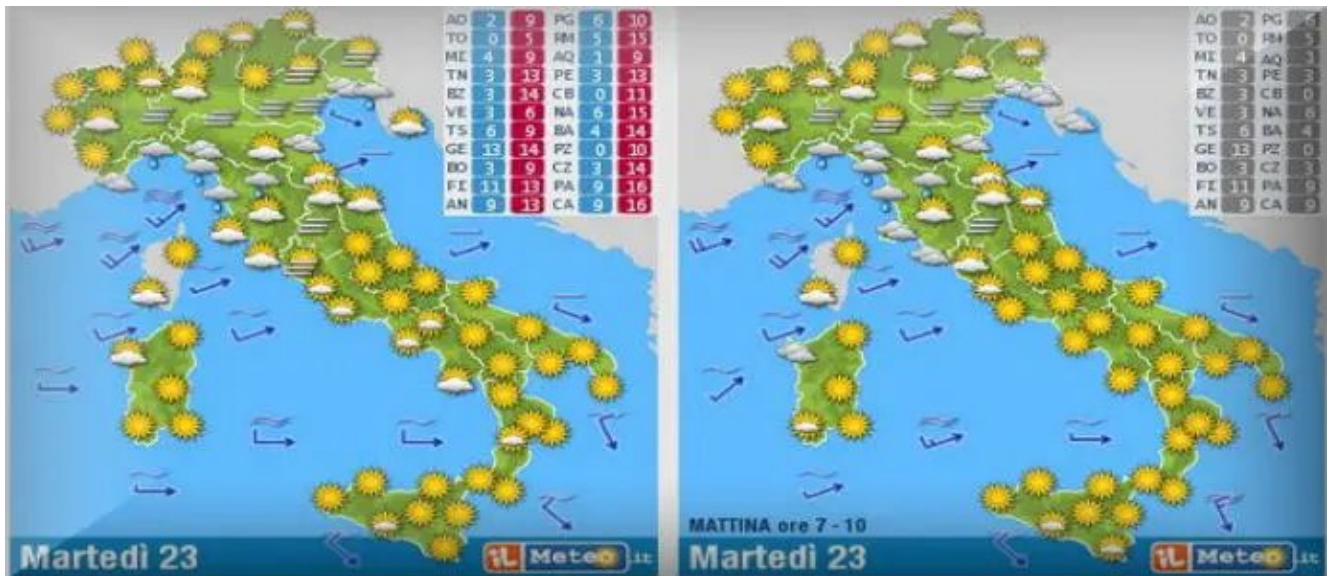 AO 2 9 PG 6 10
TO 0 5 RM 5 15
MI 4 9 AQ 1 9
TN 3 13 PE 3 13
BZ 3 14 CB 0 11
VE 3 6 NA 6 15
TS 6 9 BA 4 14
GE 13 14 PZ 0 10
BO 3 9 CZ 3 14
FI 11 13 PA 9 16
AN 9 13 CA 9 16
Martedì 23
iL Meteo.it
AO 2 PG
TO 0 RM 5
MI 4 AQ
TN 3 PE 3
BZ 3 CB 0
VE 3 NA 6
TS 6 BA 4
GE 13 PZ 0
BO 3 CZ 3
FI 11 PA 9
AN 9 CA 9
MATTINA ore 7 - 10
Martedì 23
iL Meteo.it